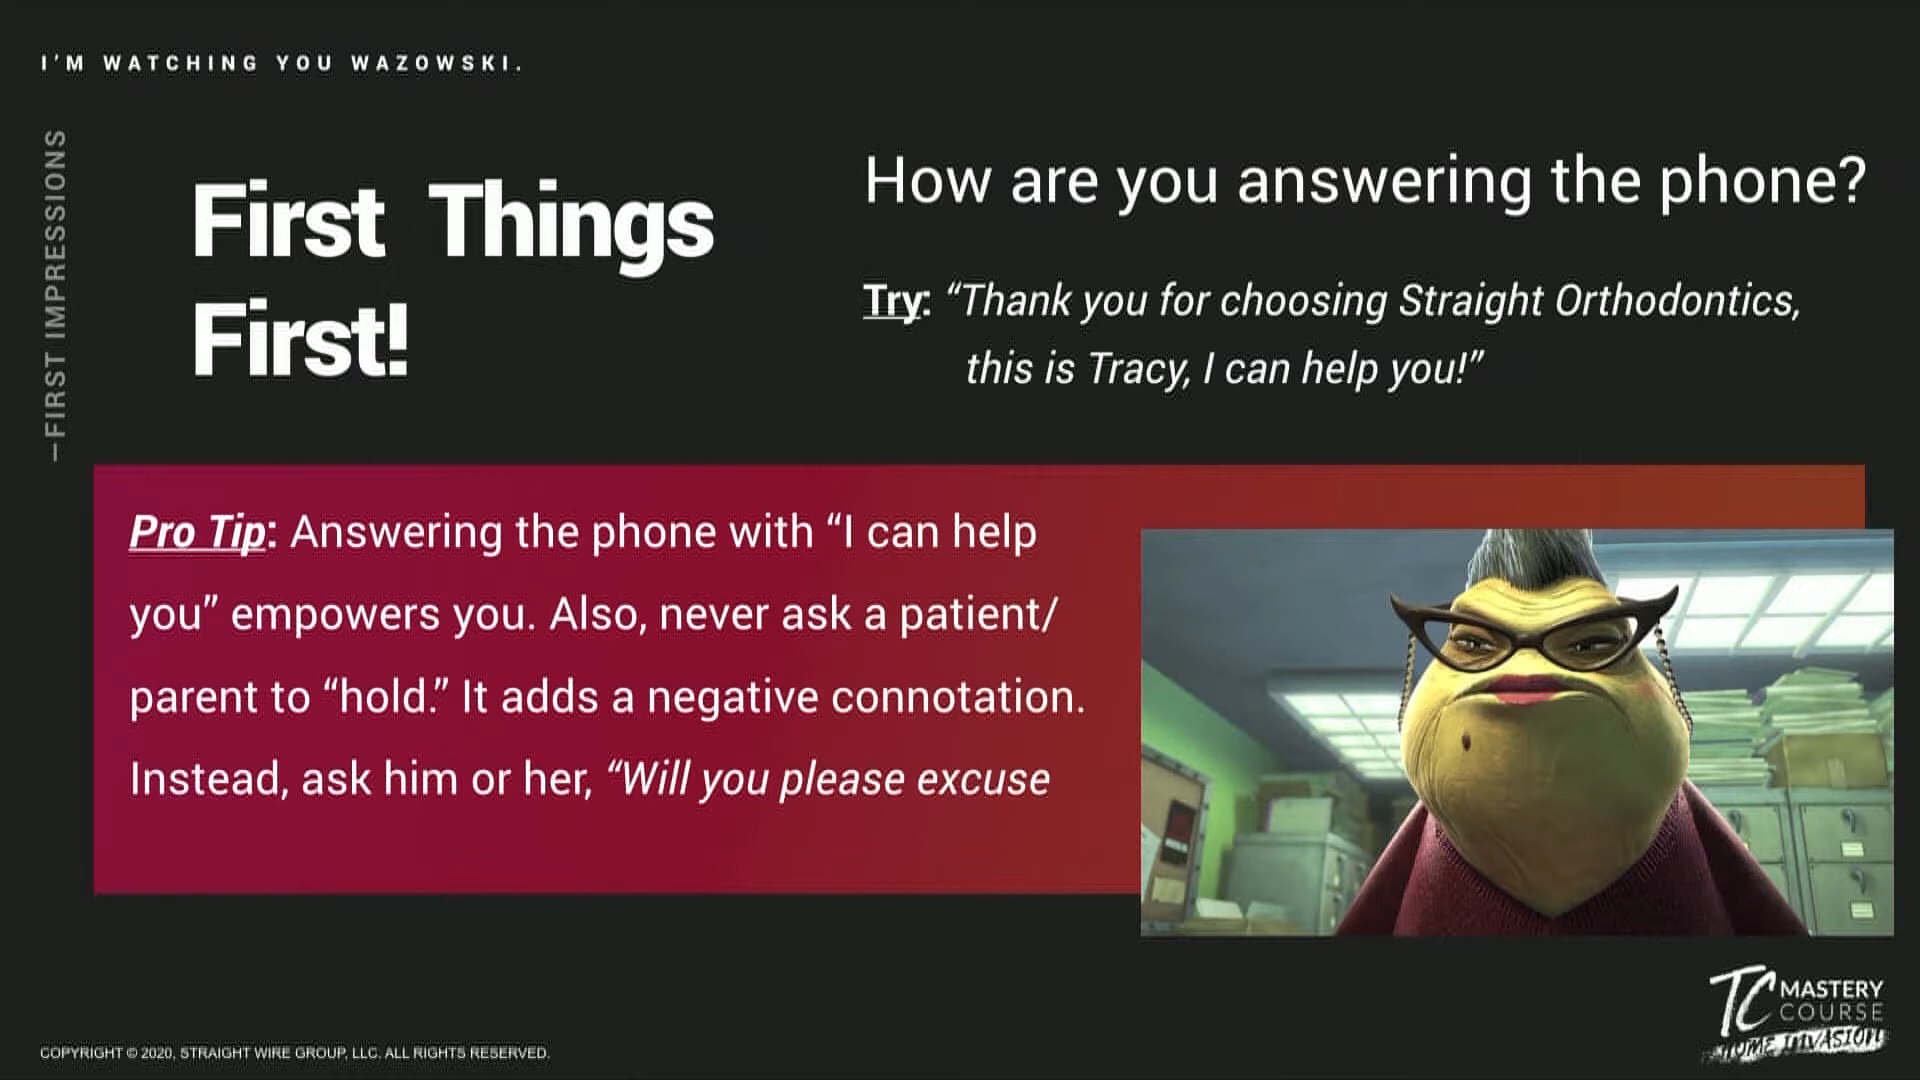 I'M WATCHING YOU WAZOWSKI.
—FIRST IMPRESSIONS
First Things
First!
How are you answering the phone?
Try: “Thank you for choosing Straight Orthodontics,
this is Tracy, I can help you!”
Pro Tip: Answering the phone with “I can help
you” empowers you. Also, never ask a patient/
parent to “hold.” It adds a negative connotation.
Instead, ask him or her, “Will you please excuse
TC MASTERY
COURSE
HOME INVASION
COPYRIGHT © 2020, STRAIGHT WIRE GROUP, LLC. ALL RIGHTS RESERVED.